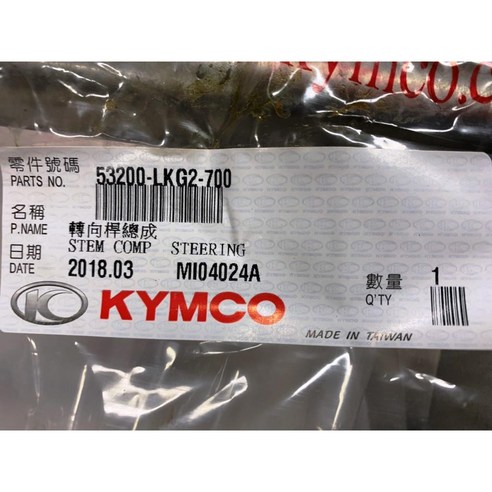 kymco.c
零件號碼
PARTS NO. 53200-LKG2-700
名稱
P.NAME 轉向桿總成
STEM COMP STEERING
日期
DATE 2018.03 MI04024A
數量
Q'TY 1
KYMCO
MADE IN TAIWAN